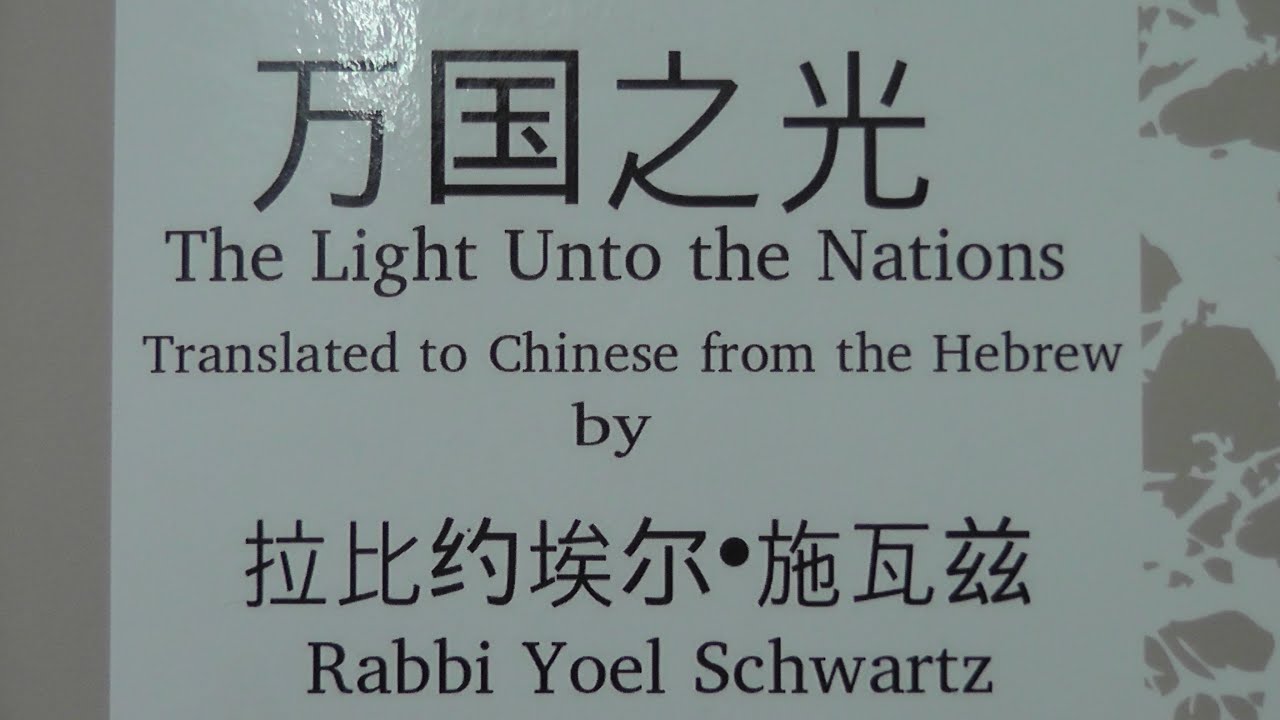 万国之光
The Light Unto the Nations
Translated to Chinese from the Hebrew
by
拉比约埃尔•施瓦兹
Rabbi Yoel Schwartz